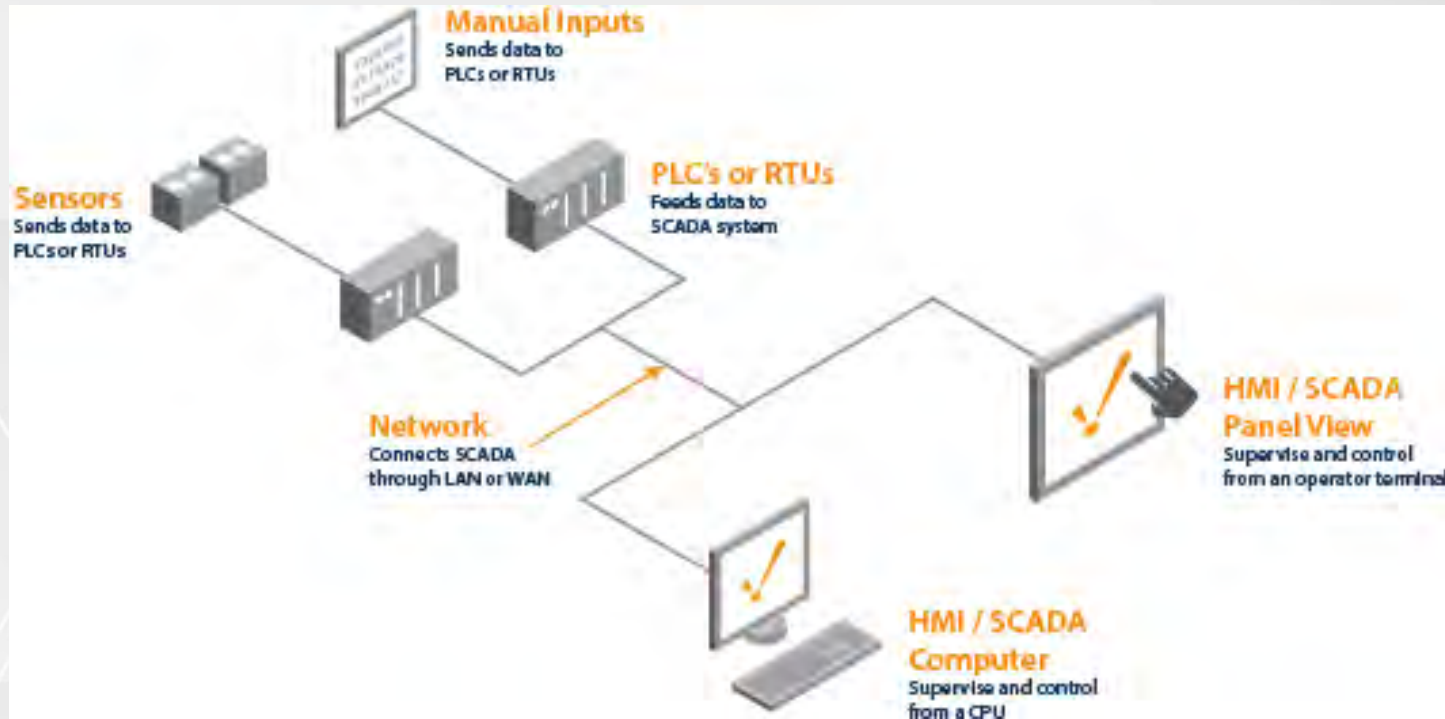 Manual Inputs
Sends data to
PLCs or RTUs
Sensors
Sends data to
PLCs or RTUs
PLC's or RTUs
Feeds data to
SCADA system
Network
Connects SCADA
through LAN or WAN
HMI / SCADA
Panel View
Supervise and control
from an operator terminal
HMI / SCADA
Computer
Supervise and control
from a CPU